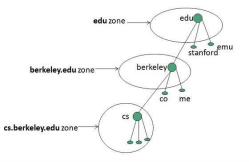 edu
edu zone
emu
stanford
berkeley
berkeley.edu zone
co me
cs
cs.berkeley.edu zone